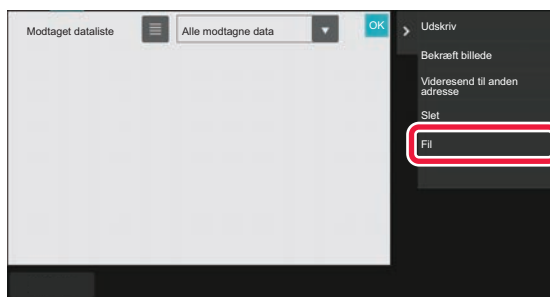 Modtaget dataliste
Alle modtagne data
OK
Udskriv
Bekræft billede
Videresend til anden
adresse
Slet
Fil